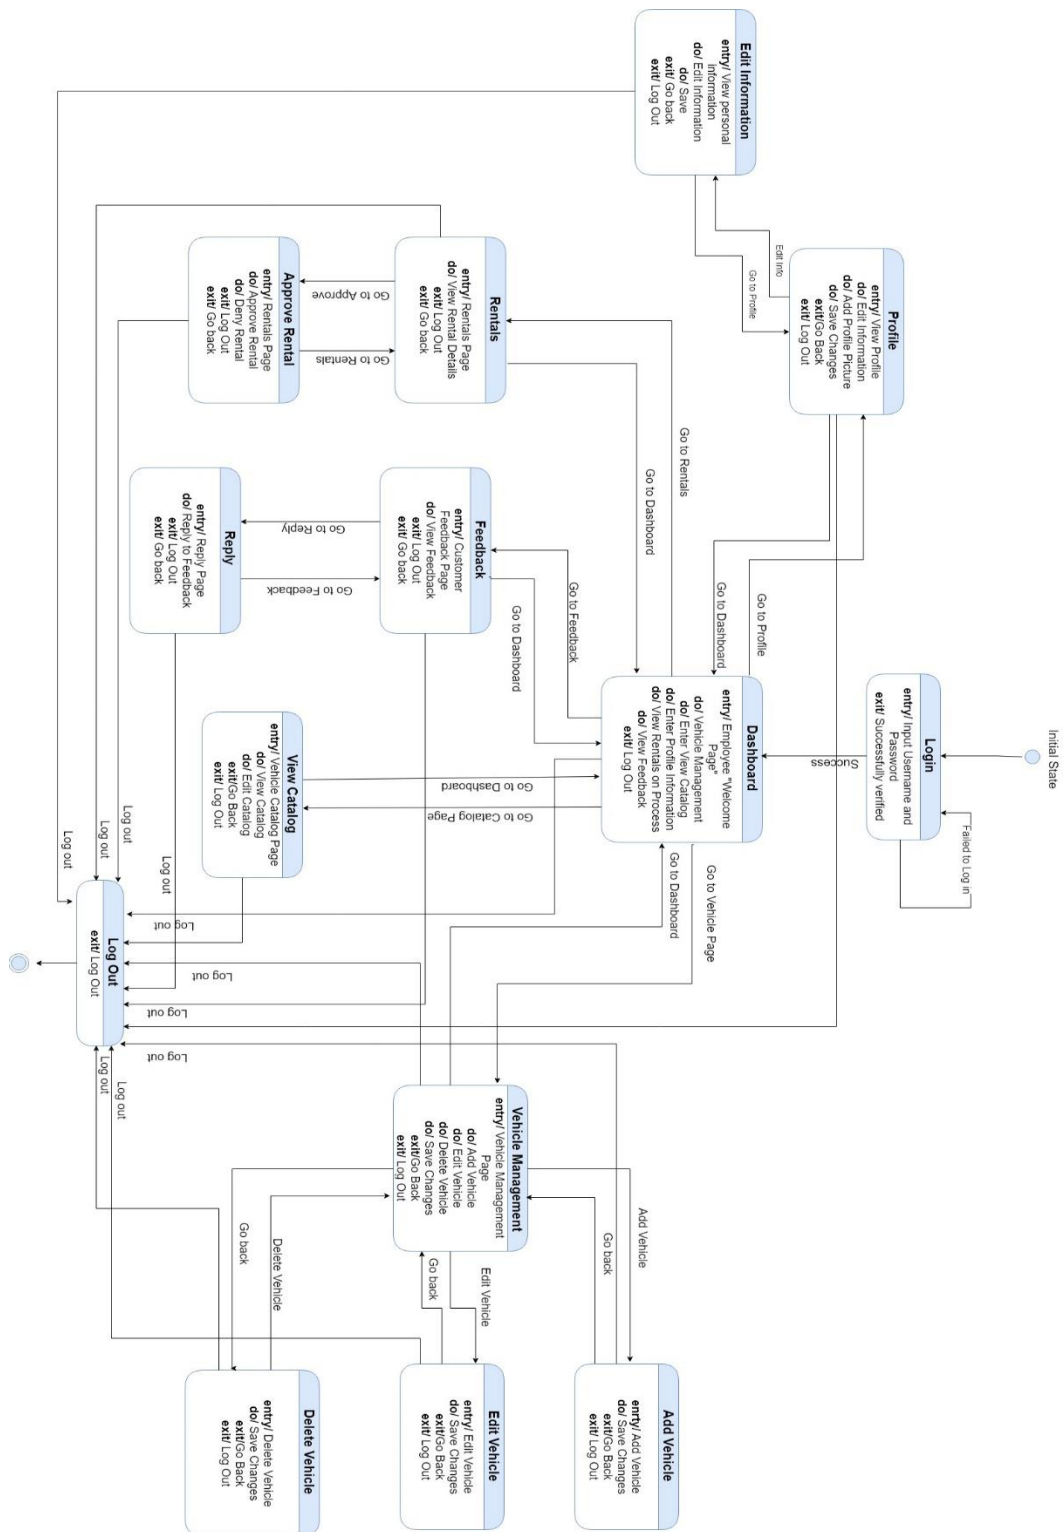 Initial State
Login
entry/ Input Username and
Password
exit/ Successfully verified
Failed to Log in
Success
Dashboard
entry/ Employee "Welcome
Page"
do/ Vehicle Management
do/ Enter View Catalog
do/ Enter Profile Information
do/ View Rentals on Process
do/ View Feedback
exit/ Log Out
Profile
entry/ View Profile
do/ Edit Information
do/ Add Profile Picture
do/ Save Changes
exit/Go Back
exit/ Log Out
Go to Profile
Go to Dashboard
Edit Information
entry/ View personal
Information
do/ Edit Information
do/ Save
exit/ Go back
exit/ Log Out
Edit Info
Go to Profile
Rentals
entry/ Rentals Page
do/ View Rental Details
exit/ Log Out
exit/ Go back
Go to Rentals
Go to Dashboard
Approve Rental
entry/ Rentals Page
do/ Approve Rental
do/ Deny Rental
exit/ Log Out
exit/ Go back
Go to Approve
Go to Rentals
Feedback
entry/ Customer
Feedback Page
do/ View Feedback
exit/ Log Out
exit/ Go back
Go to Feedback
Go to Dashboard
Reply
entry/ Reply Page
do/ Reply to Feedback
exit/ Log Out
exit/ Go back
Go to Reply
Go to Feedback
View Catalog
entry/ Vehicle Catalog Page
do/ View Catalog
do/ Edit Catalog
exit/Go Back
exit/ Log Out
Go to Dashboard
Go to Catalog Page
Go to Vehicle Page
Go to Dashboard
Vehicle Management
entry/ Vehicle Management
Page
do/ Add Vehicle
do/ Edit Vehicle
do/ Delete Vehicle
do/ Save Changes
exit/Go Back
exit/ Log Out
Add Vehicle
Go back
Edit Vehicle
Go back
Delete Vehicle
Go back
Add Vehicle
enrty/ Add Vehicle
do/ Save Changes
exit/Go Back
exit/ Log Out
Edit Vehicle
entry/ Edit Vehicle
do/ Save Changes
exit/Go Back
exit/ Log Out
Delete Vehicle
entry/ Delete Vehicle
do/ Save Changes
exit/Go Back
exit/ Log Out
Log out
Log out
Log out
Log out
Log out
Log out
Log out
Log out
Log out
Log out
Log Out
exit/ Log Out